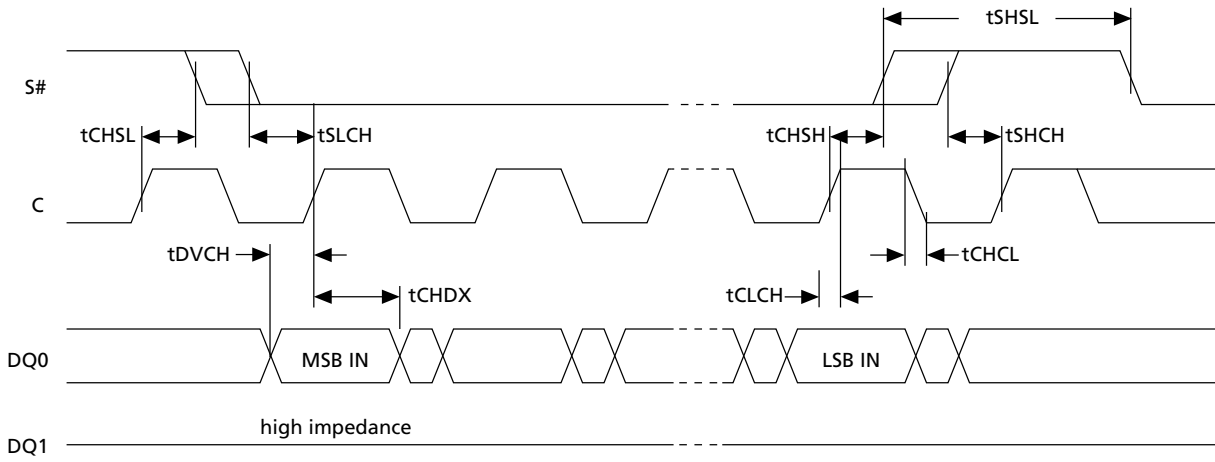 tSHSL
S#
tCHSL
tSLCH
tCHSH
tSHCH
C
tDVCH
tCHCL
tCHDX
tCLCH
DQ0
MSB IN
LSB IN
high impedance
DQ1